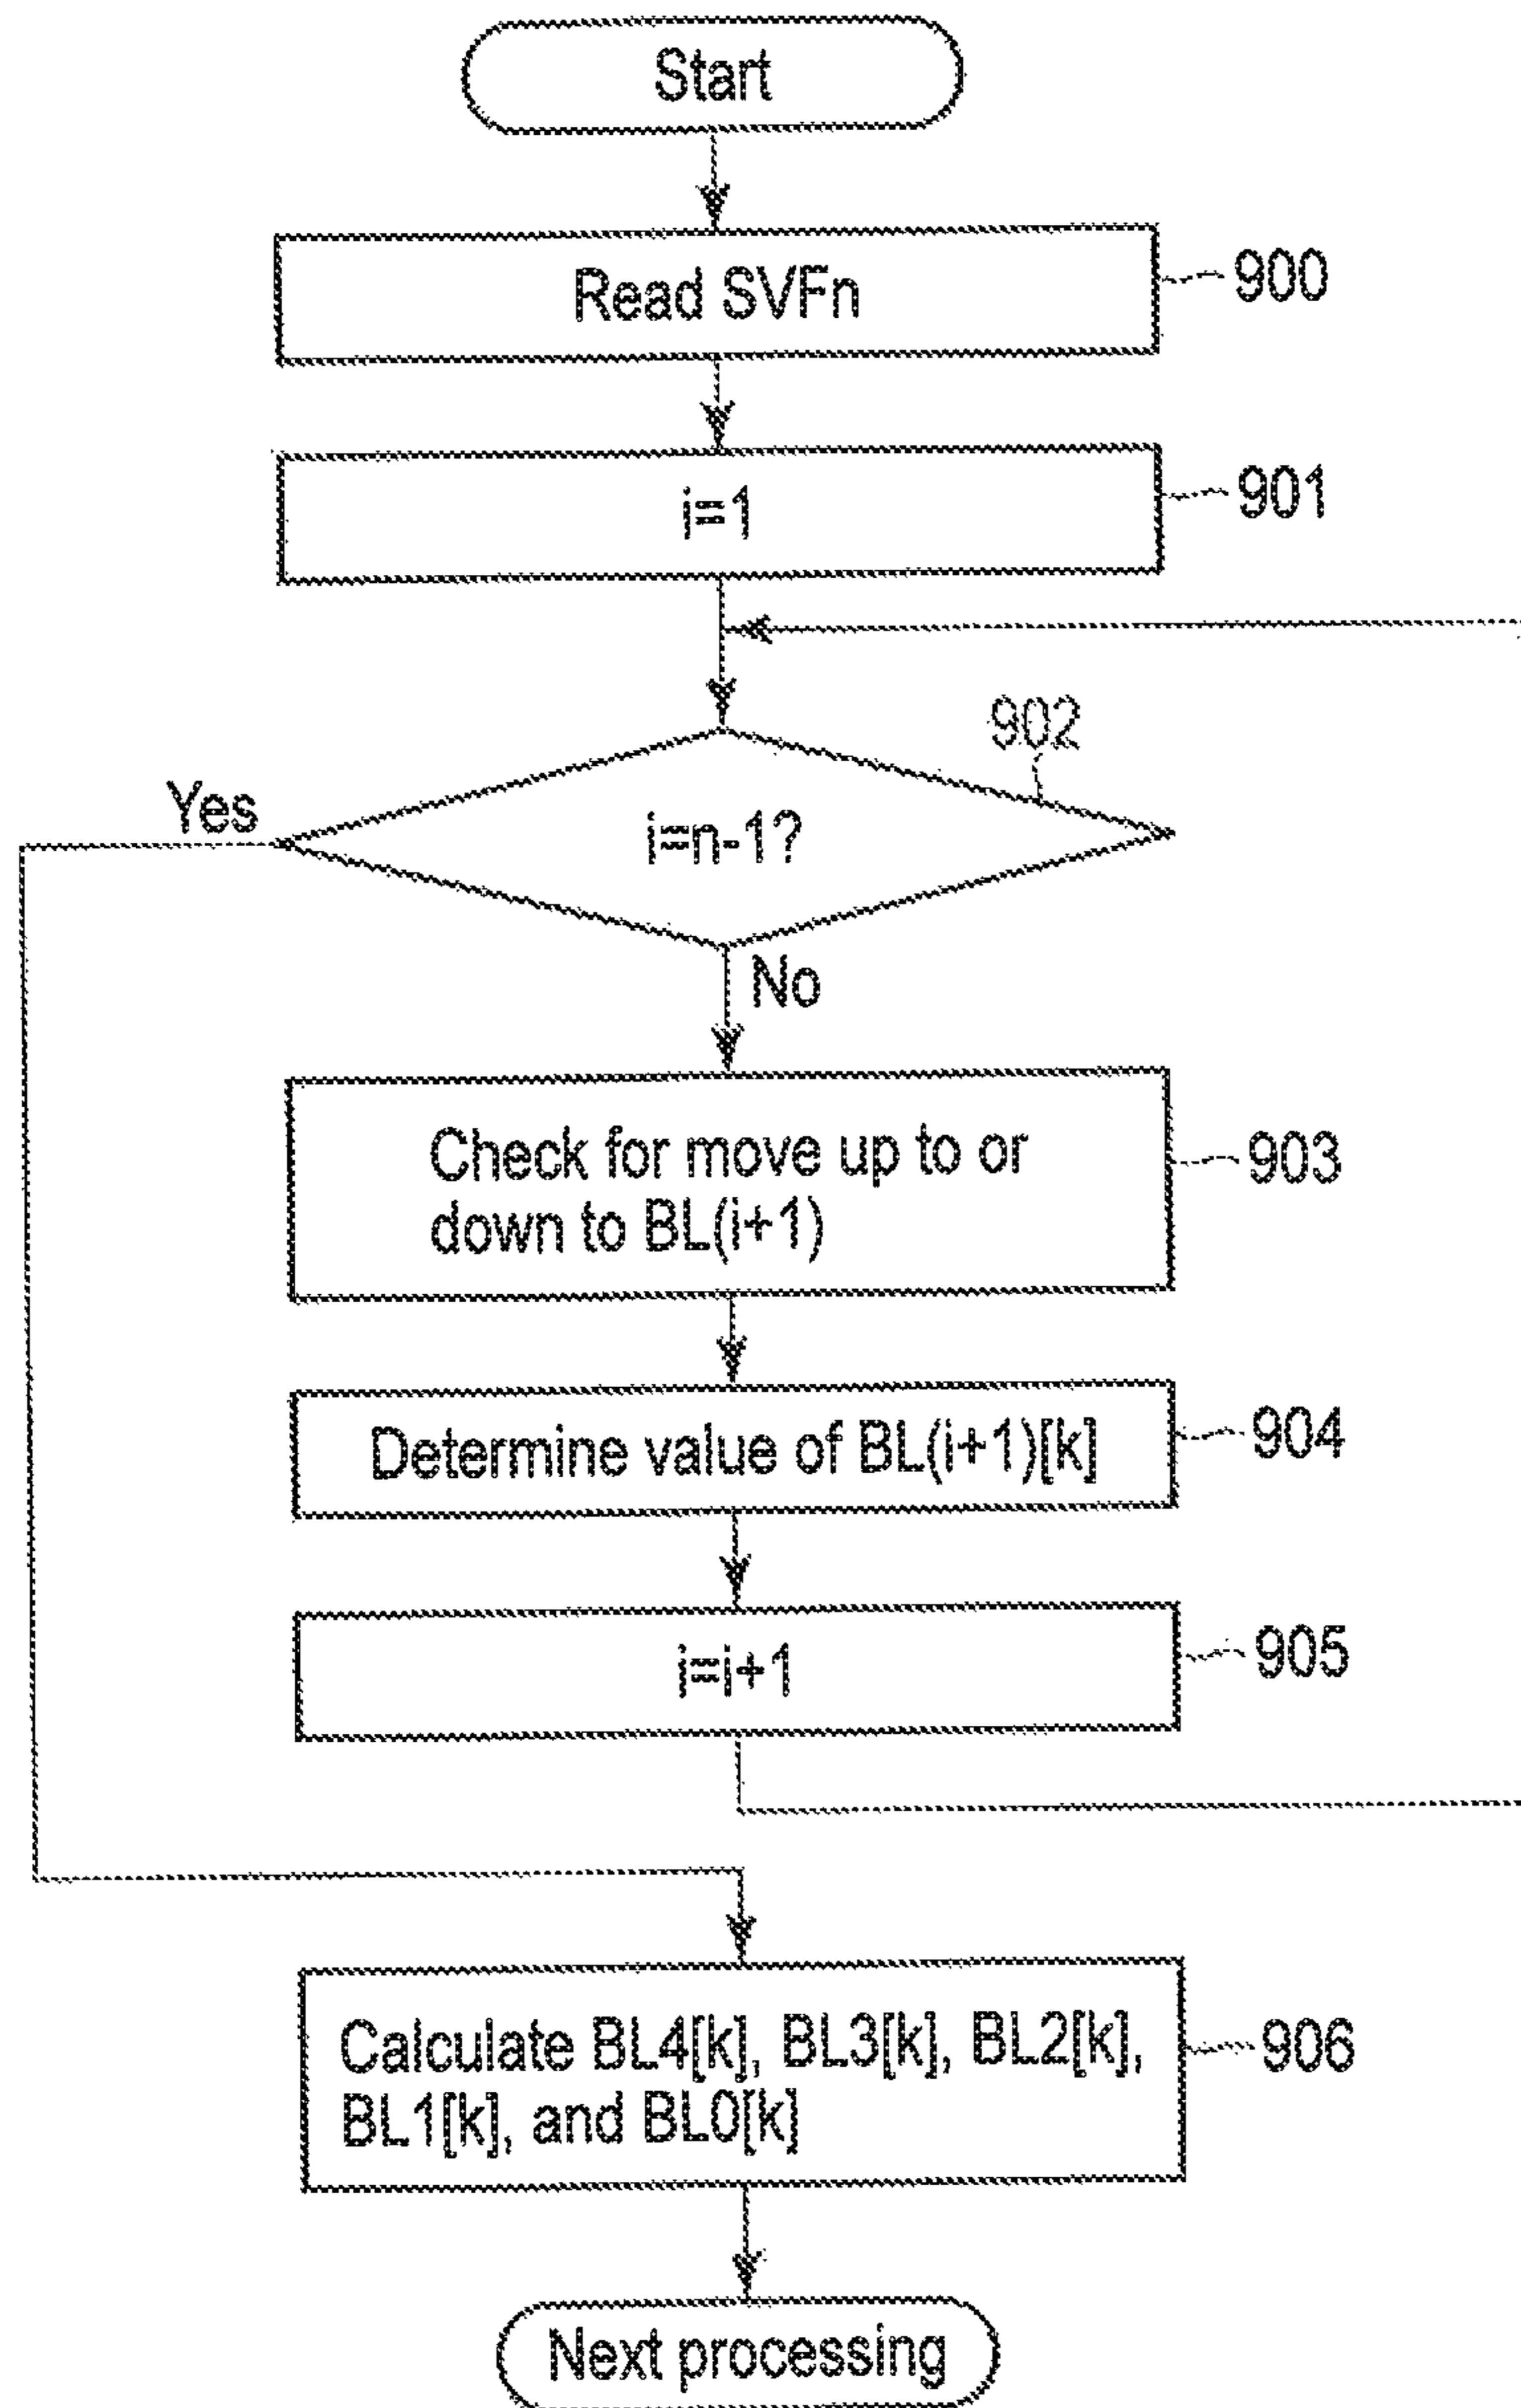 Start
Read SVFn
900
i=1
901
902
Yes
i=n-1?
No
Check for move up to or
down to BL(i+1)
903
Determine value of BL(i+1)[k]
904
i=i+1
905
Calculate BL4[k], BL3[k], BL2[k],
BL1[k], and BL0[k]
906
Next processing